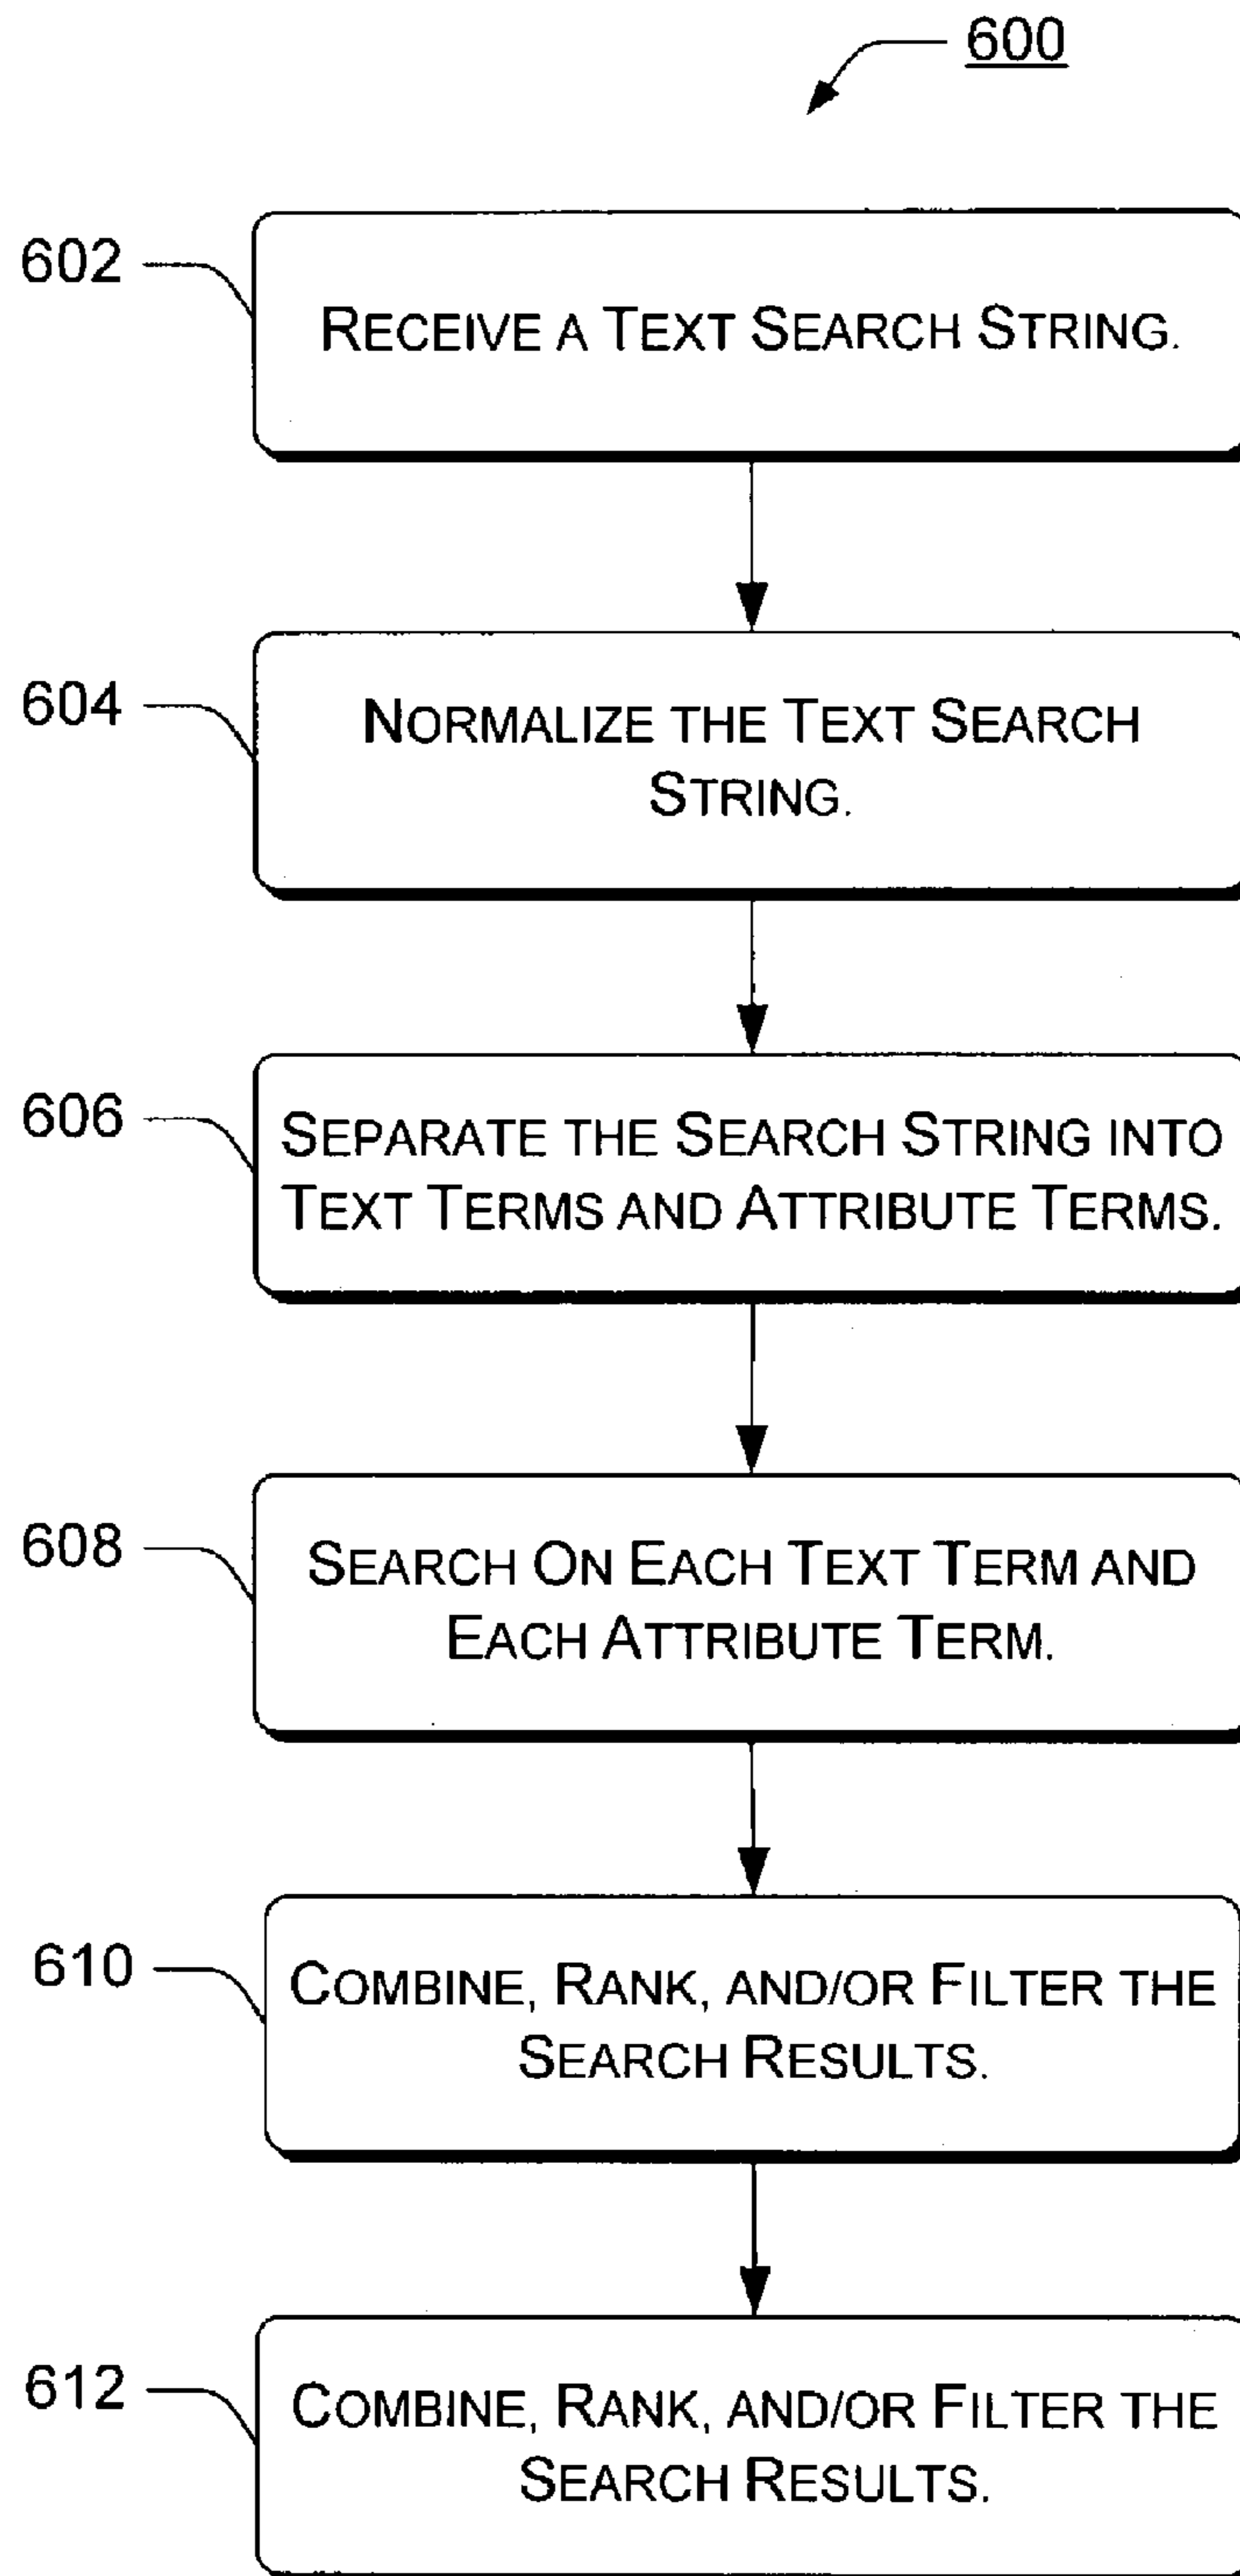 600
602
RECEIVE A TEXT SEARCH STRING.
604
NORMALIZE THE TEXT SEARCH
STRING.
606
SEPARATE THE SEARCH STRING INTO
TEXT TERMS AND ATTRIBUTE TERMS.
608
SEARCH ON EACH TEXT TERM AND
EACH ATTRIBUTE TERM.
610
COMBINE, RANK, AND/OR FILTER THE
SEARCH RESULTS.
612
COMBINE, RANK, AND/OR FILTER THE
SEARCH RESULTS.